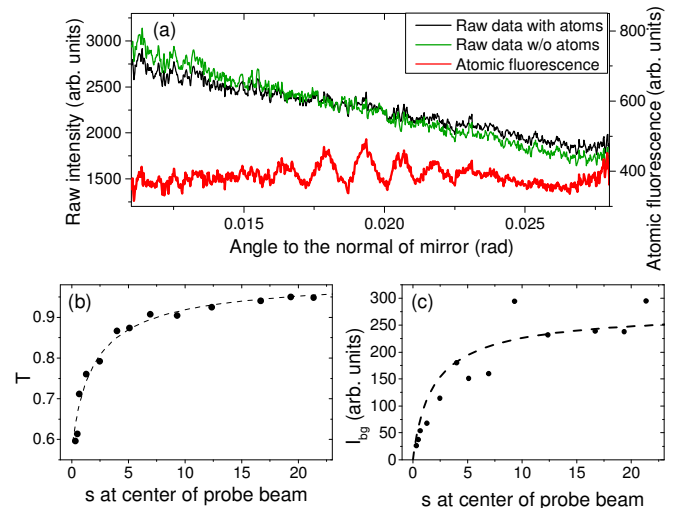 (a)
Raw data with atoms
Raw data w/o atoms
Atomic fluorescence
3000
2500
2000
1500
800
600
400
0.015
0.020
0.025
Raw intensity (arb. units)
Atomic fluorescence (arb. units)
Angle to the normal of mirror (rad)
(b)
0.9
0.8
0.7
0.6
T
0
5
10
15
20
s at center of probe beam
(c)
300
250
200
150
100
50
0
I_bg (arb. units)
0
5
10
15
20
s at center of probe beam